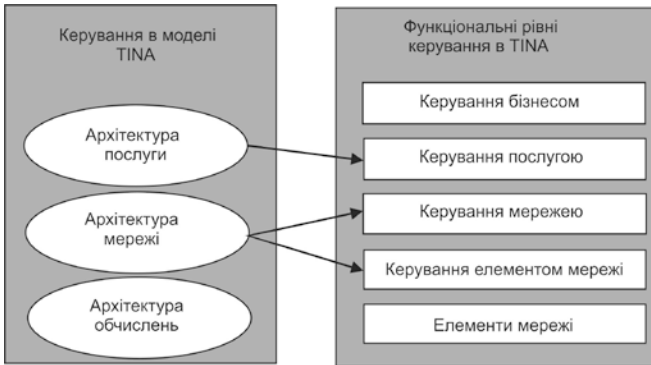 Керування в моделі
TINA
Архітектура
послуги
Архітектура
мережі
Архітектура
обчислень
Функціональні рівні
керування в TINA
Керування бізнесом
Керування послугою
Керування мережею
Керування елементом мережі
Елементи мережі